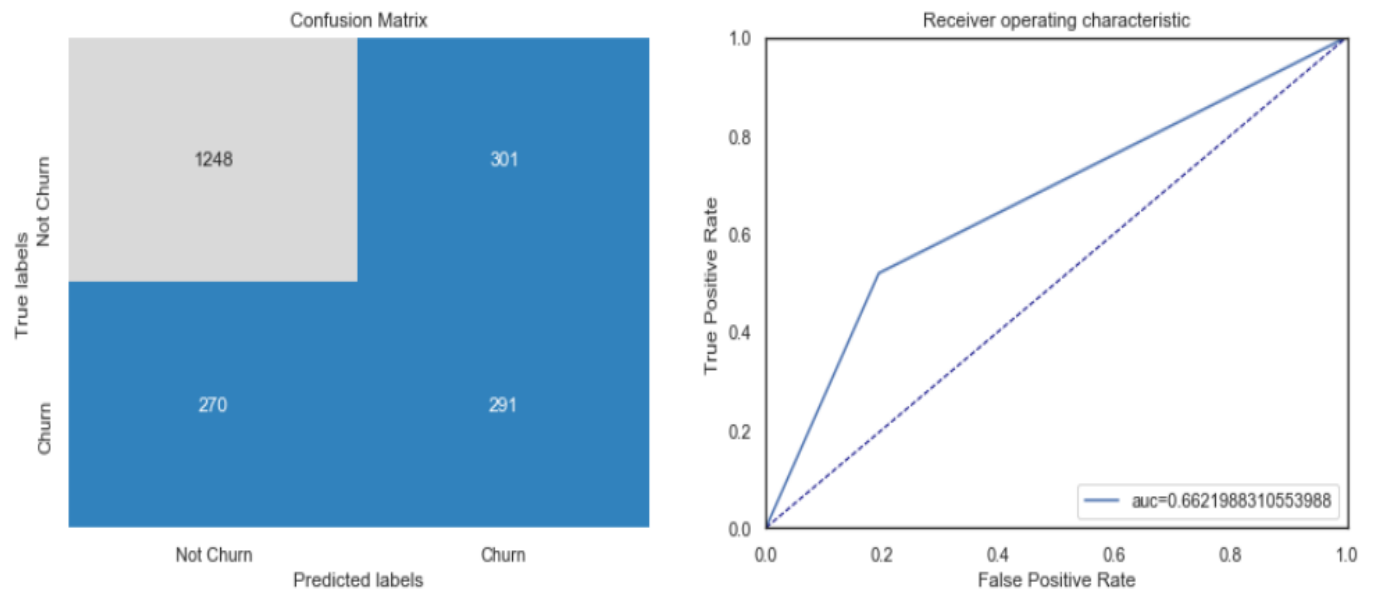 Confusion Matrix
True labels
Not Churn
Churn
1248
301
270
291
Not Churn
Churn
Predicted labels
Receiver operating characteristic
True Positive Rate
1.0
0.8
0.6
0.4
0.2
0.0
auc=0.6621988310553988
0.0
0.2
0.4
0.6
0.8
1.0
False Positive Rate